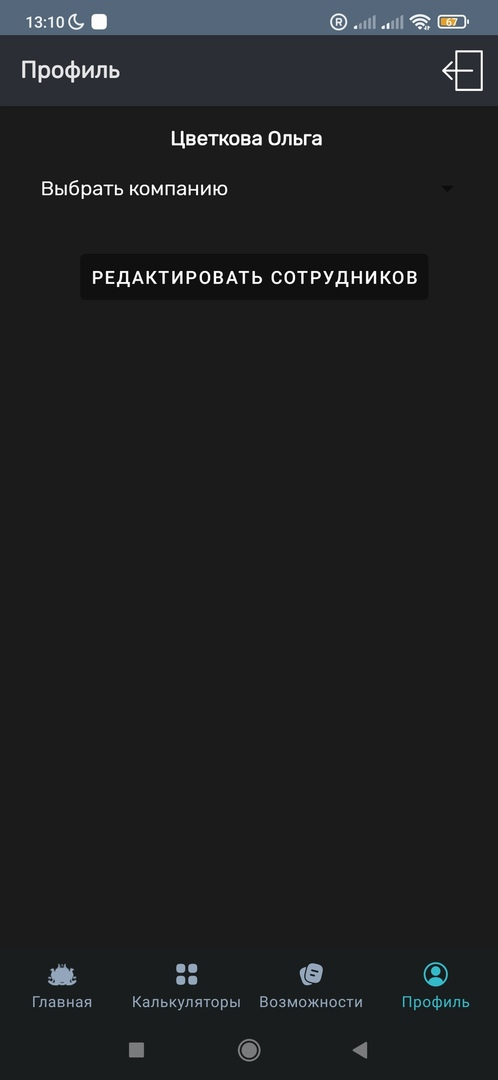 13:10
R
67
Профиль
Цветкова Ольга
Выбрать компанию
РЕДАКТИРОВАТЬ СОТРУДНИКОВ
Главная Калькуляторы Возможности Профиль